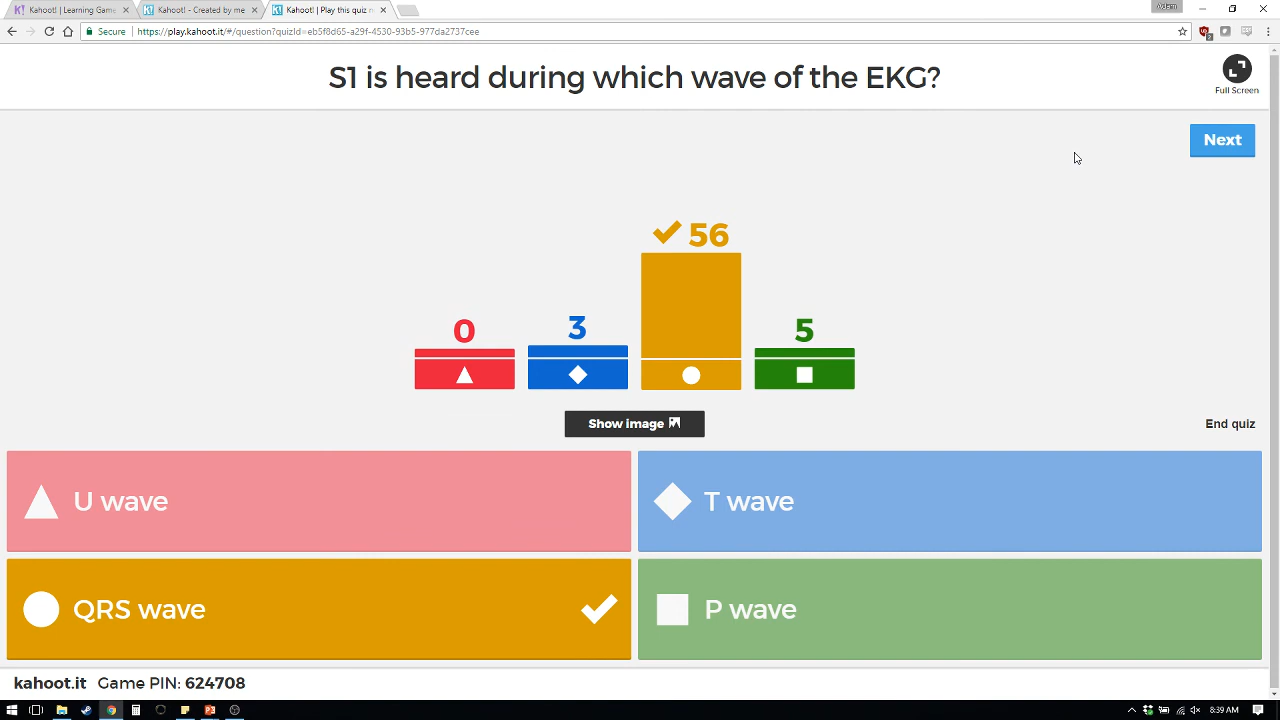 Kahoot! | Learning Game
Kahoot! - Created by me
Kahoot! | Play this quiz n
Adam
Secure
https://play.kahoot.it/#/question?quizId=eb5f8d65-a29f-4530-93b5-977da2737cee
S1 is heard during which wave of the EKG?
Full Screen
Next
56
0
3
5
Show image
End quiz
U wave
T wave
QRS wave
P wave
kahoot.it Game PIN: 624708
8:39 AM